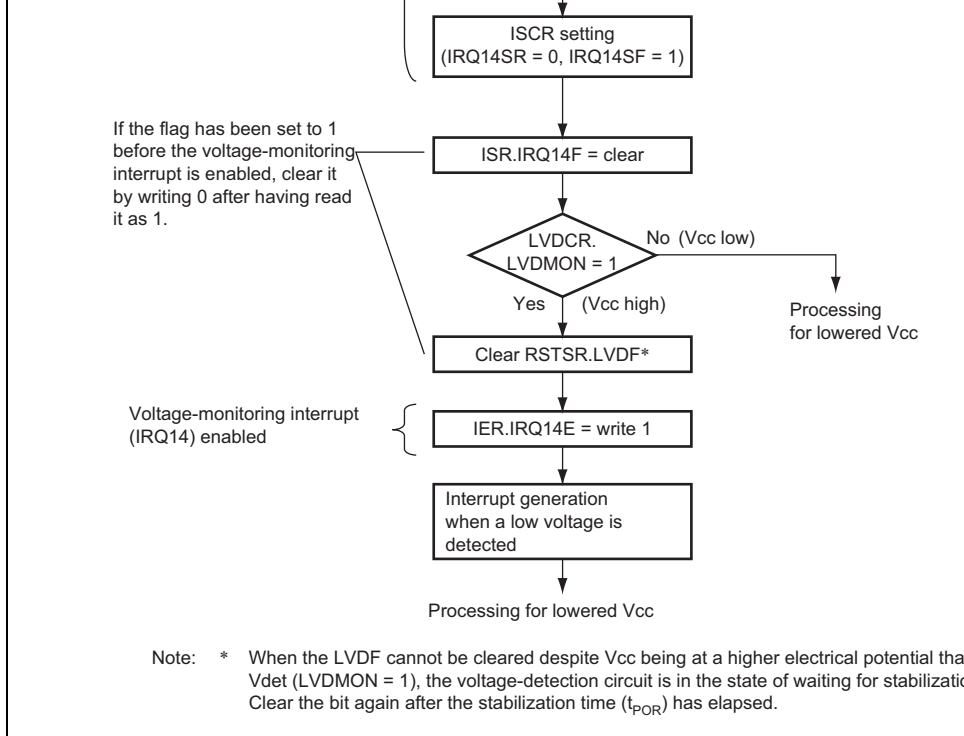 ISCR setting
(IRQ14SR = 0, IRQ14SF = 1)
If the flag has been set to 1
before the voltage-monitoring
interrupt is enabled, clear it
by writing 0 after having read
it as 1.
ISR.IRQ14F = clear
LVDCR.
LVDMON = 1
No (Vcc low)
Yes (Vcc high)
Processing
for lowered Vcc
Clear RSTSR.LVDF*
Voltage-monitoring interrupt
(IRQ14) enabled
IER.IRQ14E = write 1
Interrupt generation
when a low voltage is
detected
Processing for lowered Vcc
Note: * When the LVDF cannot be cleared despite Vcc being at a higher electrical potential tha
Vdet (LVDMON = 1), the voltage-detection circuit is in the state of waiting for stabilizatio
Clear the bit again after the stabilization time (tPOR) has elapsed.